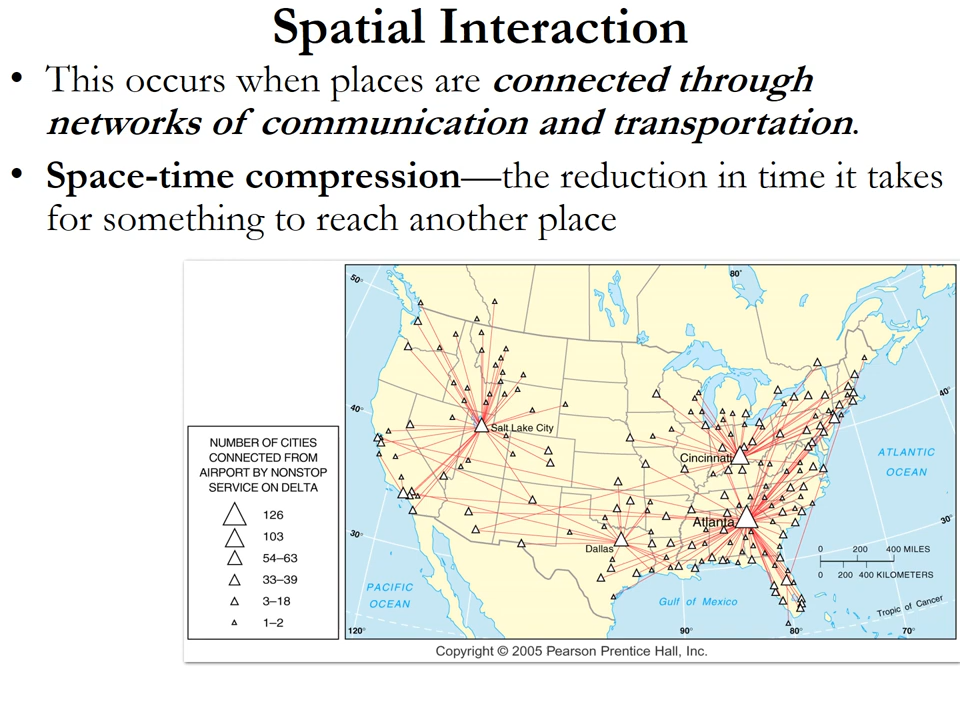 Spatial Interaction
• This occurs when places are connected through
networks of communication and transportation.
• Space-time compression—the reduction in time it takes
for something to reach another place
50°
80°
40°
40°
Salt Lake City
NUMBER OF CITIES
CONNECTED FROM
AIRPORT BY NONSTOP
SERVICE ON DELTA
126
103
54–63
33–39
3–18
1–2
Cincinnati
ATLANTIC
OCEAN
Atlanta
30°
30°
Dallas
0 200 400 MILES
0 200 400 KILOMETERS
PACIFIC
OCEAN
Gulf of Mexico
Tropic of Cancer
120°
90°
80°
70°
Copyright © 2005 Pearson Prentice Hall, Inc.